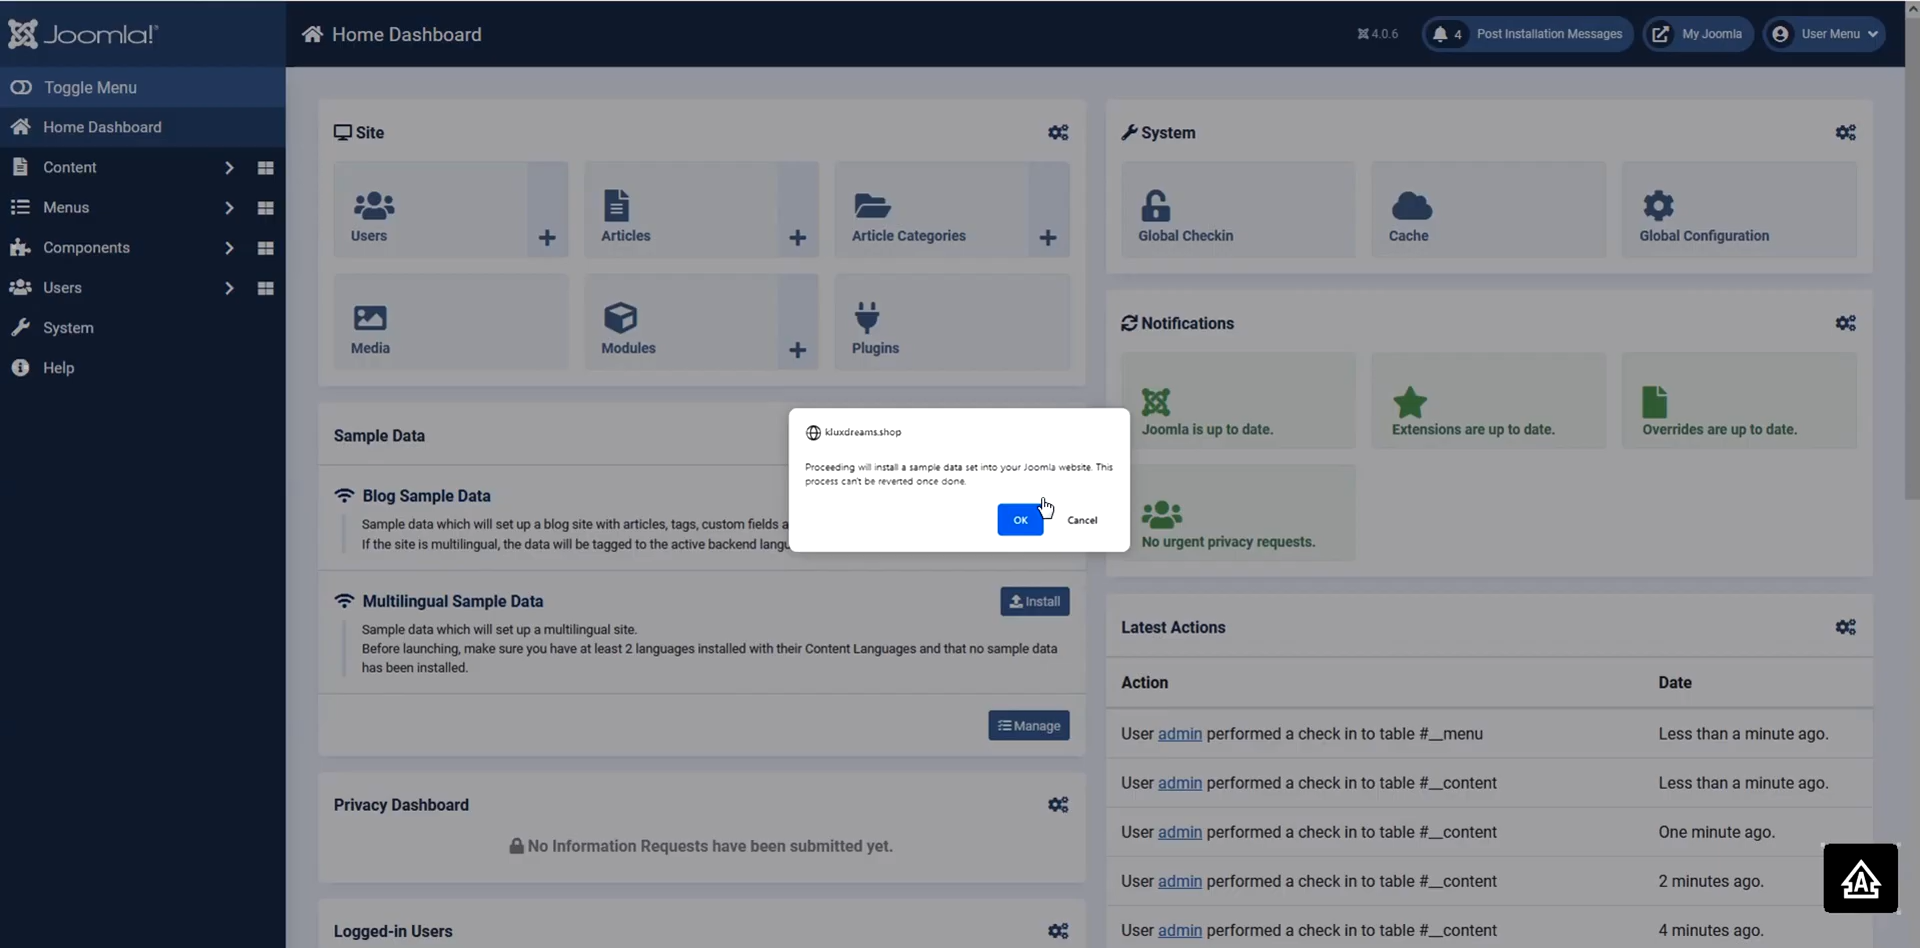 Joomla!
Home Dashboard
4.0.6
4 Post Installation Messages
My Joomla
User Menu
Toggle Menu
Home Dashboard
Content
Menus
Components
Users
System
Help
Site
Users
Articles
Article Categories
Media
Modules
Plugins
Sample Data
Blog Sample Data
Sample data which will set up a blog site with articles, tags, custom fields a
If the site is multilingual, the data will be tagged to the active backend langu
Multilingual Sample Data
Install
Sample data which will set up a multilingual site.
Before launching, make sure you have at least 2 languages installed with their Content Languages and that no sample data
has been installed.
Manage
Privacy Dashboard
No Information Requests have been submitted yet.
Logged-in Users
kluxdreams.shop
Proceeding will install a sample data set into your Joomla website. This
process can't be reverted once done.
OK
Cancel
System
Global Checkin
Cache
Global Configuration
Notifications
Joomla is up to date.
Extensions are up to date.
Overrides are up to date.
No urgent privacy requests.
Latest Actions
Action Date
User admin performed a check in to table #__menu Less than a minute ago.
User admin performed a check in to table #__content Less than a minute ago.
User admin performed a check in to table #__content One minute ago.
User admin performed a check in to table #__content 2 minutes ago.
User admin performed a check in to table #__content 4 minutes ago.
A